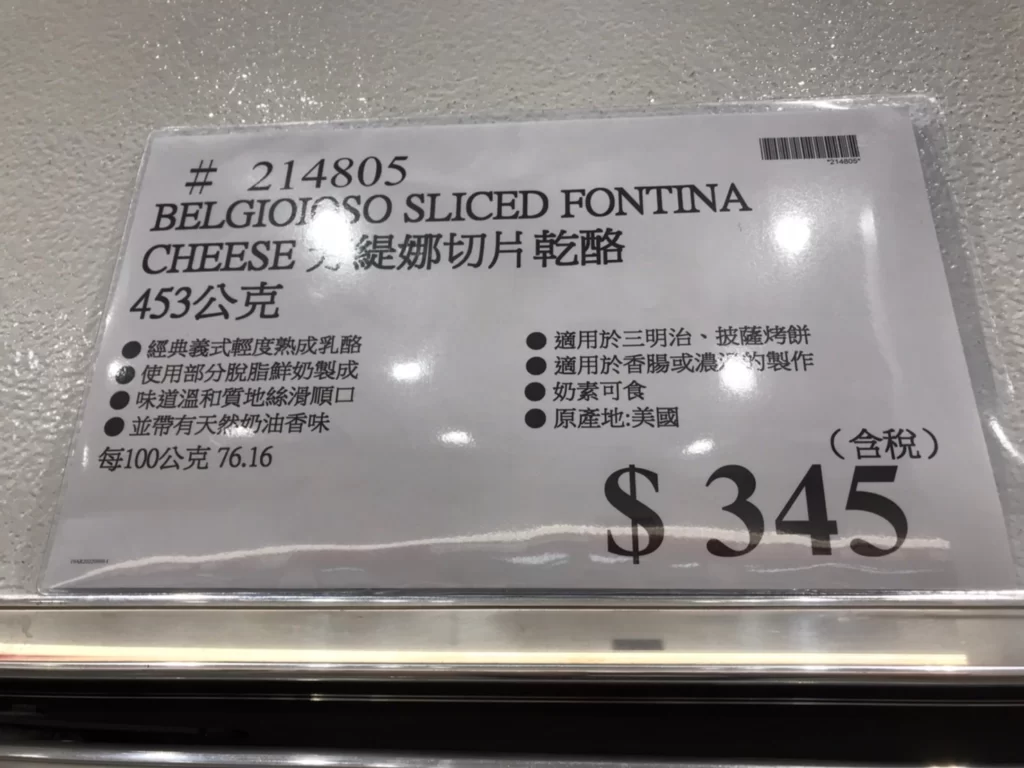 # 214805
*214805*
BELGIOIOSO SLICED FONTINA
CHEESE 芳緹娜切片乾酪
453公克
● 經典義式輕度熟成乳酪
● 使用部分脫脂鮮奶製成
● 味道溫和質地絲滑順口
● 並帶有天然奶油香味
每100公克 76.16
● 適用於三明治、披薩烤餅
● 適用於香腸或濃湯的製作
● 奶素可食
● 原產地:美國
(含稅)
$ 345